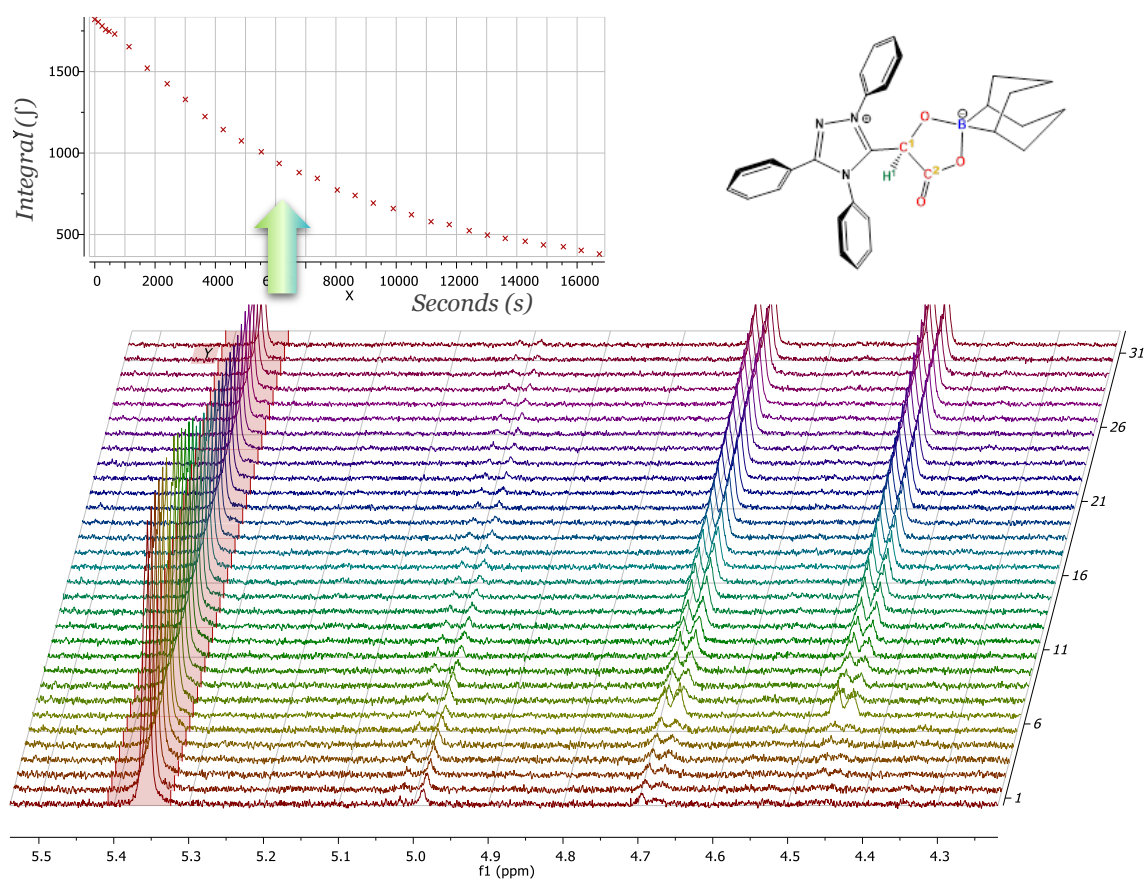 1500
1000
500
Integral (∫)
Y
0 2000 4000 6 8000 10000 12000 14000 16000
X
Seconds (s)
N
N
⊕
N
O
B
⊖
C1
H1
C2
O
O
Y
31
26
21
16
11
6
1
5.5 5.4 5.3 5.2 5.1 5.0 4.9 4.8 4.7 4.6 4.5 4.4 4.3
f1 (ppm)